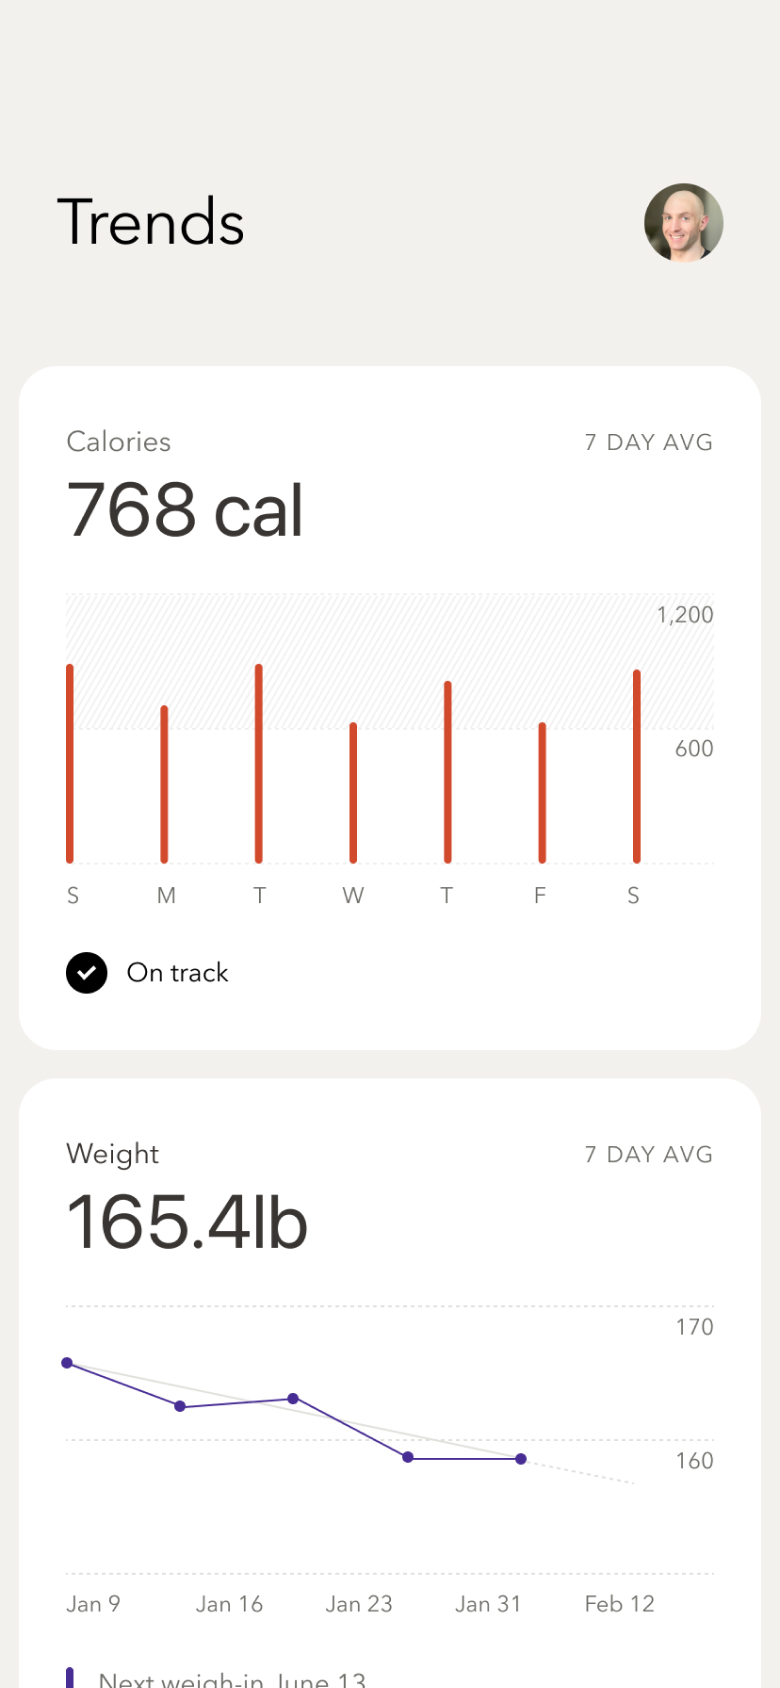 Trends
Calories
7 DAY AVG
768 cal
1,200
600
S M T W T F S
On track
Weight
7 DAY AVG
165.4lb
170
160
Jan 9 Jan 16 Jan 23 Jan 31 Feb 12
Next weigh-in June 13